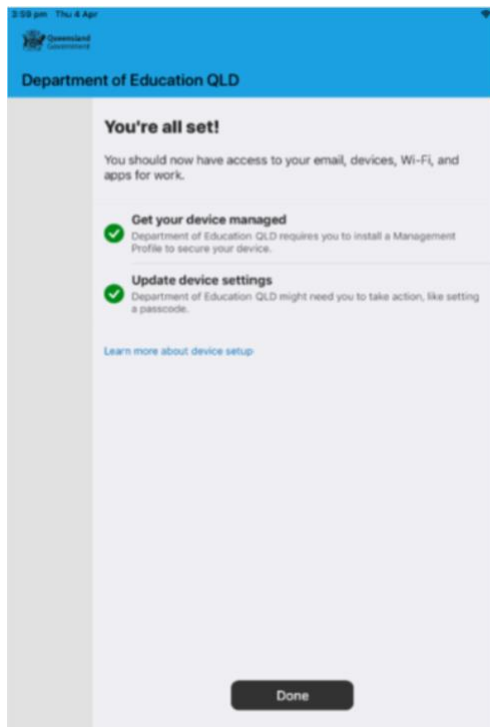 3:59 pm Thu 4 Apr
Queensland
Government
Department of Education QLD
You're all set!
You should now have access to your email, devices, Wi-Fi, and
apps for work.
Get your device managed
Department of Education QLD requires you to install a Management
Profile to secure your device.
Update device settings
Department of Education QLD might need you to take action, like setting
a passcode.
Learn more about device setup
Done